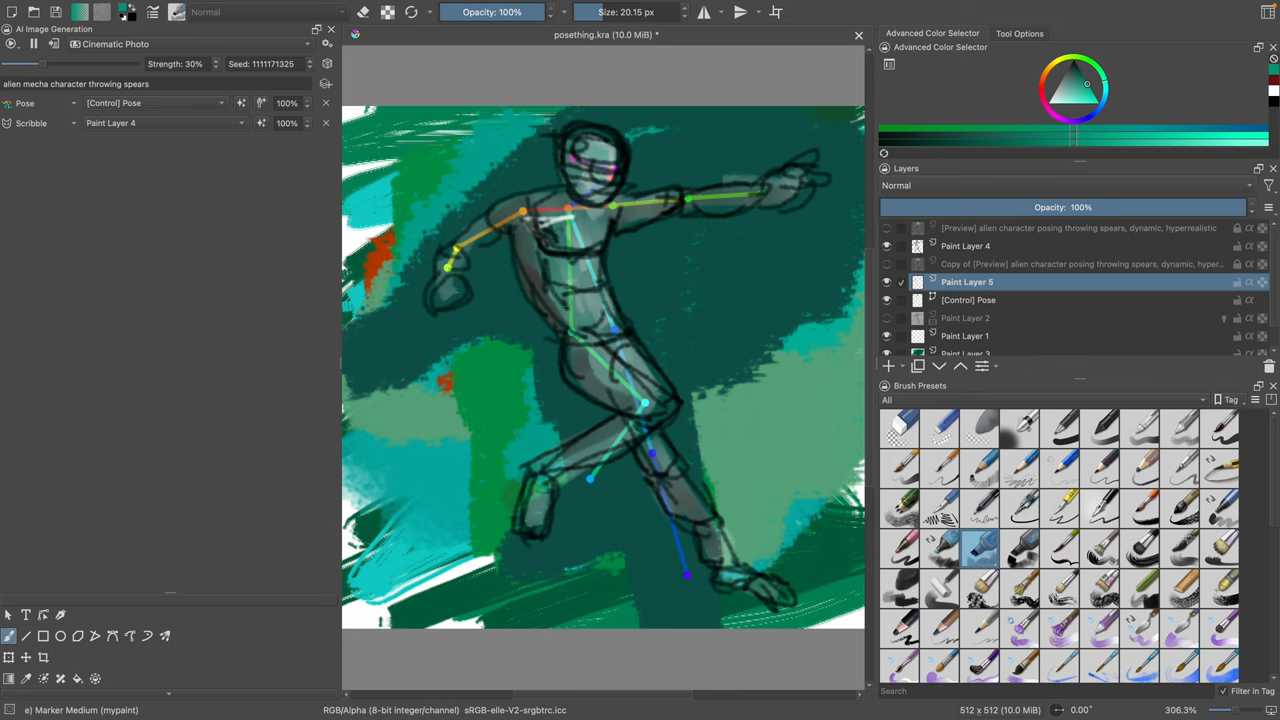 Normal
Opacity: 100%
Size: 20.15 px
AI Image Generation
posething.kra (10.0 MiB) *
Advanced Color Selector
Tool Options
Advanced Color Selector
Cinematic Photo
Strength: 30%
Seed: 1111171325
alien mecha character throwing spears
Pose
[Control] Pose
100%
Scribble
Paint Layer 4
100%
Layers
Normal
Opacity: 100%
[Preview] alien character posing throwing spears, dynamic, hyperrealistic
Paint Layer 4
Copy of [Preview] alien character posing throwing spears, dynamic, hyper...
Paint Layer 5
[Control] Pose
Paint Layer 2
Paint Layer 1
Paint Layer 3
Brush Presets
All
Tag
Search
Filter in Tag
e) Marker Medium (mypaint)
RGB/Alpha (8-bit integer/channel) sRGB-elle-V2-srgbtrc.icc
512 x 512 (10.0 MiB)
0.00°
306.3%